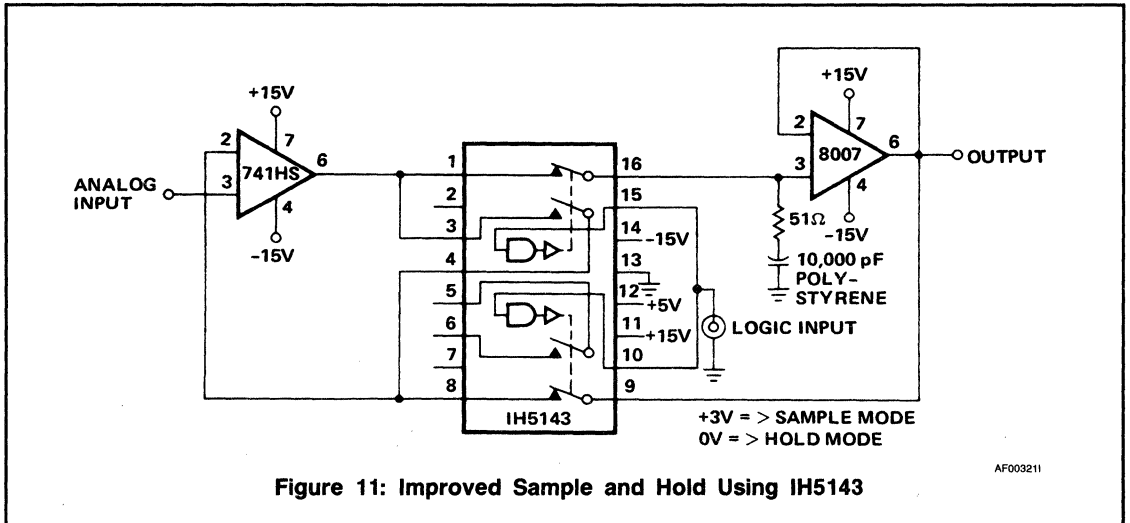 +15V
2
7
741HS
6
ANALOG
INPUT
3
4
-15V
1
2
3
4
5
6
7
8
16
15
14
-15V
13
12
+5V
11
+15V
10
9
IH5143
+15V
2
7
8007
6
OUTPUT
3
4
51Ω
-15V
10,000 pF
POLY-
STYRENE
LOGIC INPUT
+3V = > SAMPLE MODE
0V = > HOLD MODE
AF00321I
Figure 11: Improved Sample and Hold Using IH5143